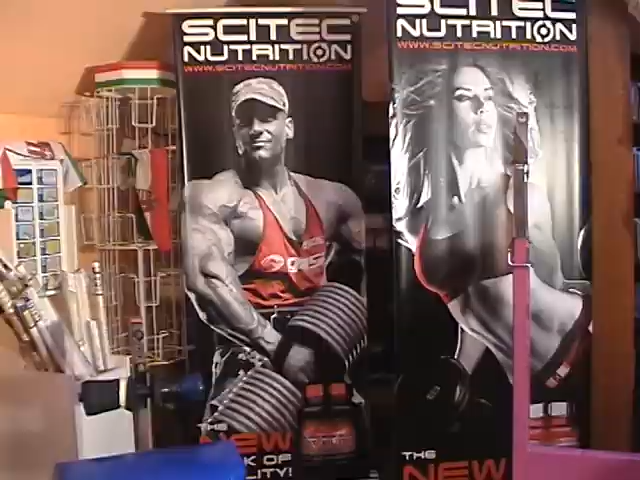 SCITEC
NUTRITION
WWW.SCITECNUTRITION.COM
THE
NEW
K OF
LITY!
SCITEC
NUTRITION
WWW.SCITECNUTRITION.COM
THE
NEW